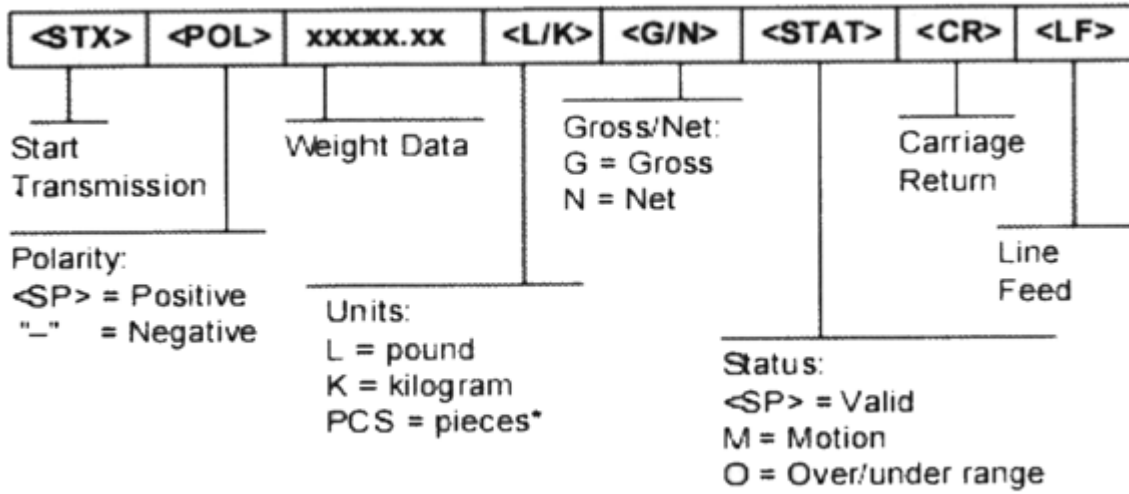 <STX> <POL> xxxxx.xx <L/K> <G/N> <STAT> <CR> <LF>
Start
Transmission
Weight Data
Gross/Net:
G = Gross
N = Net
Carriage
Return
Polarity:
<SP> = Positive
"–" = Negative
Line
Feed
Units:
L = pound
K = kilogram
PCS = pieces*
Status:
<SP> = Valid
M = Motion
O = Over/under range